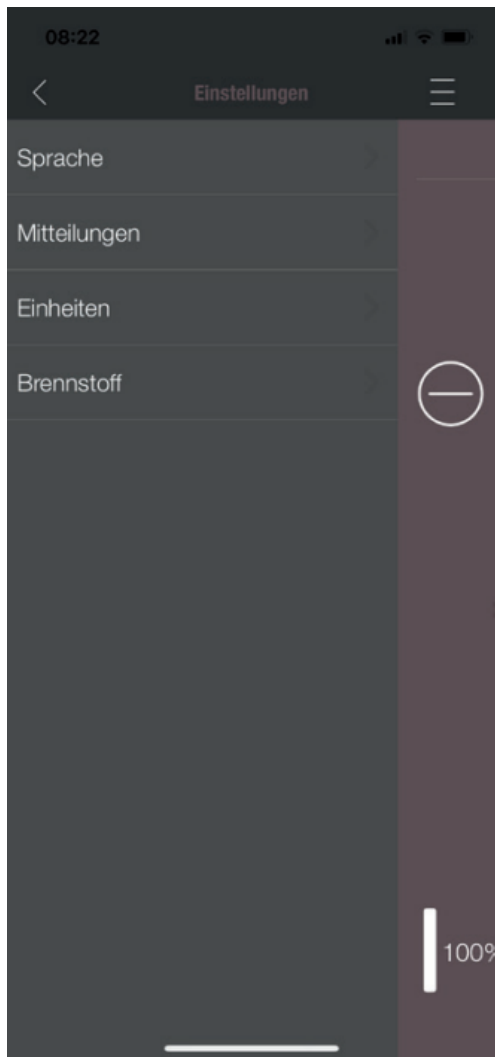 08:22
Einstellungen
Sprache
Mitteilungen
Einheiten
Brennstoff
100%